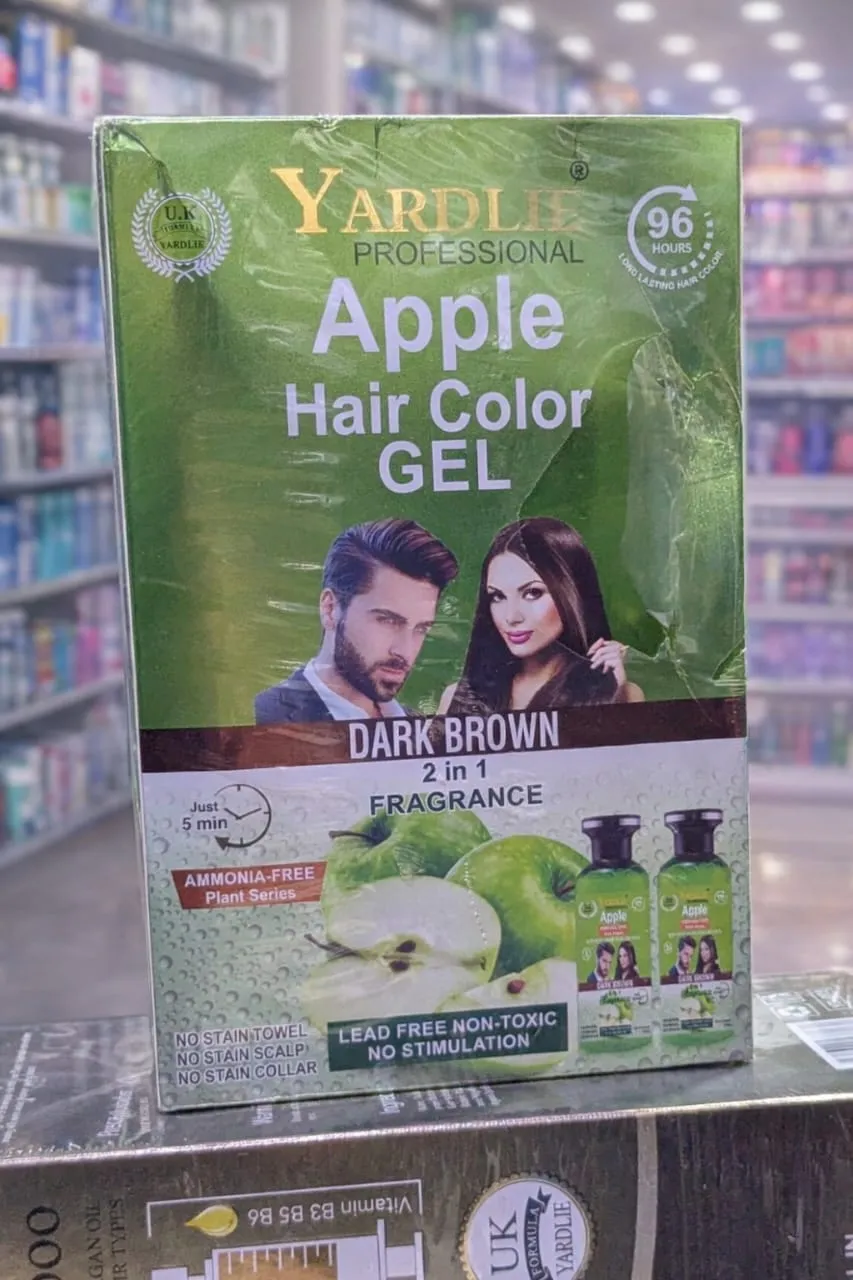 YARDLIE®
PROFESSIONAL
U.K
FORMULA
YARDLIE
96
HOURS
LONG LASTING HAIR COLOR
Apple
Hair Color
GEL
DARK BROWN
2 in 1
FRAGRANCE
Just
5 min
AMMONIA-FREE
Plant Series
YARDLIE
Apple
DARK BROWN
YARDLIE
Apple
DARK BROWN
NO STAIN TOWEL
NO STAIN SCALP
NO STAIN COLLAR
LEAD FREE NON-TOXIC
NO STIMULATION
Vitamin B3 B5 B6
UK
FORMULA
YARDLIE